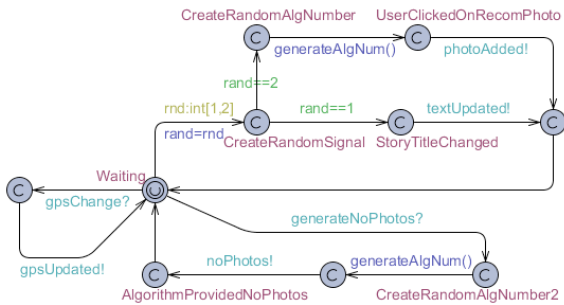 CreateRandomAlgNumber
UserClickedOnRecomPhoto
C
generateAlgNum()
C
photoAdded!
rand==2
rnd:int[1,2]
rand==1
textUpdated!
C
C
C
rand=rnd
CreateRandomSignal
StoryTitleChanged
Waiting
C
gpsChange?
U
generateNoPhotos?
gpsUpdated!
noPhotos!
generateAlgNum()
C
C
C
AlgorithmProvidedNoPhotos
CreateRandomAlgNumber2